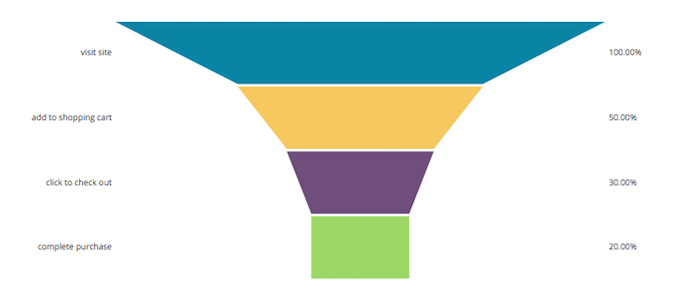 visit site 100.00%
add to shopping cart 50.00%
click to check out 30.00%
complete purchase 20.00%